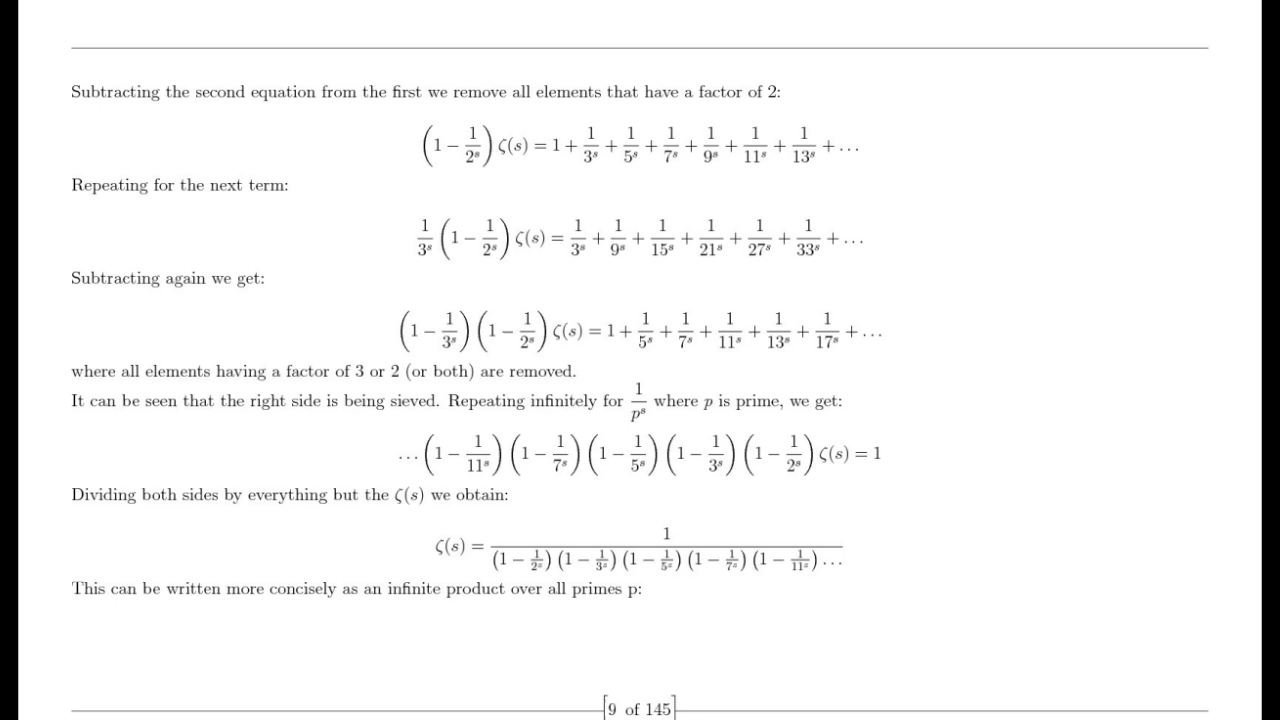 Subtracting the second equation from the first we remove all elements that have a factor of 2:
(1 − 1/2^s) ζ(s) = 1 + 1/3^s + 1/5^s + 1/7^s + 1/9^s + 1/11^s + 1/13^s + ...
Repeating for the next term:
1/3^s (1 − 1/2^s) ζ(s) = 1/3^s + 1/9^s + 1/15^s + 1/21^s + 1/27^s + 1/33^s + ...
Subtracting again we get:
(1 − 1/3^s) (1 − 1/2^s) ζ(s) = 1 + 1/5^s + 1/7^s + 1/11^s + 1/13^s + 1/17^s + ...
where all elements having a factor of 3 or 2 (or both) are removed.
It can be seen that the right side is being sieved. Repeating infinitely for 1/p^s where p is prime, we get:
... (1 − 1/11^s) (1 − 1/7^s) (1 − 1/5^s) (1 − 1/3^s) (1 − 1/2^s) ζ(s) = 1
Dividing both sides by everything but the ζ(s) we obtain:
ζ(s) = 1 / (1 − 1/2^s) (1 − 1/3^s) (1 − 1/5^s) (1 − 1/7^s) (1 − 1/11^s) ...
This can be written more concisely as an infinite product over all primes p:
[9 of 145]